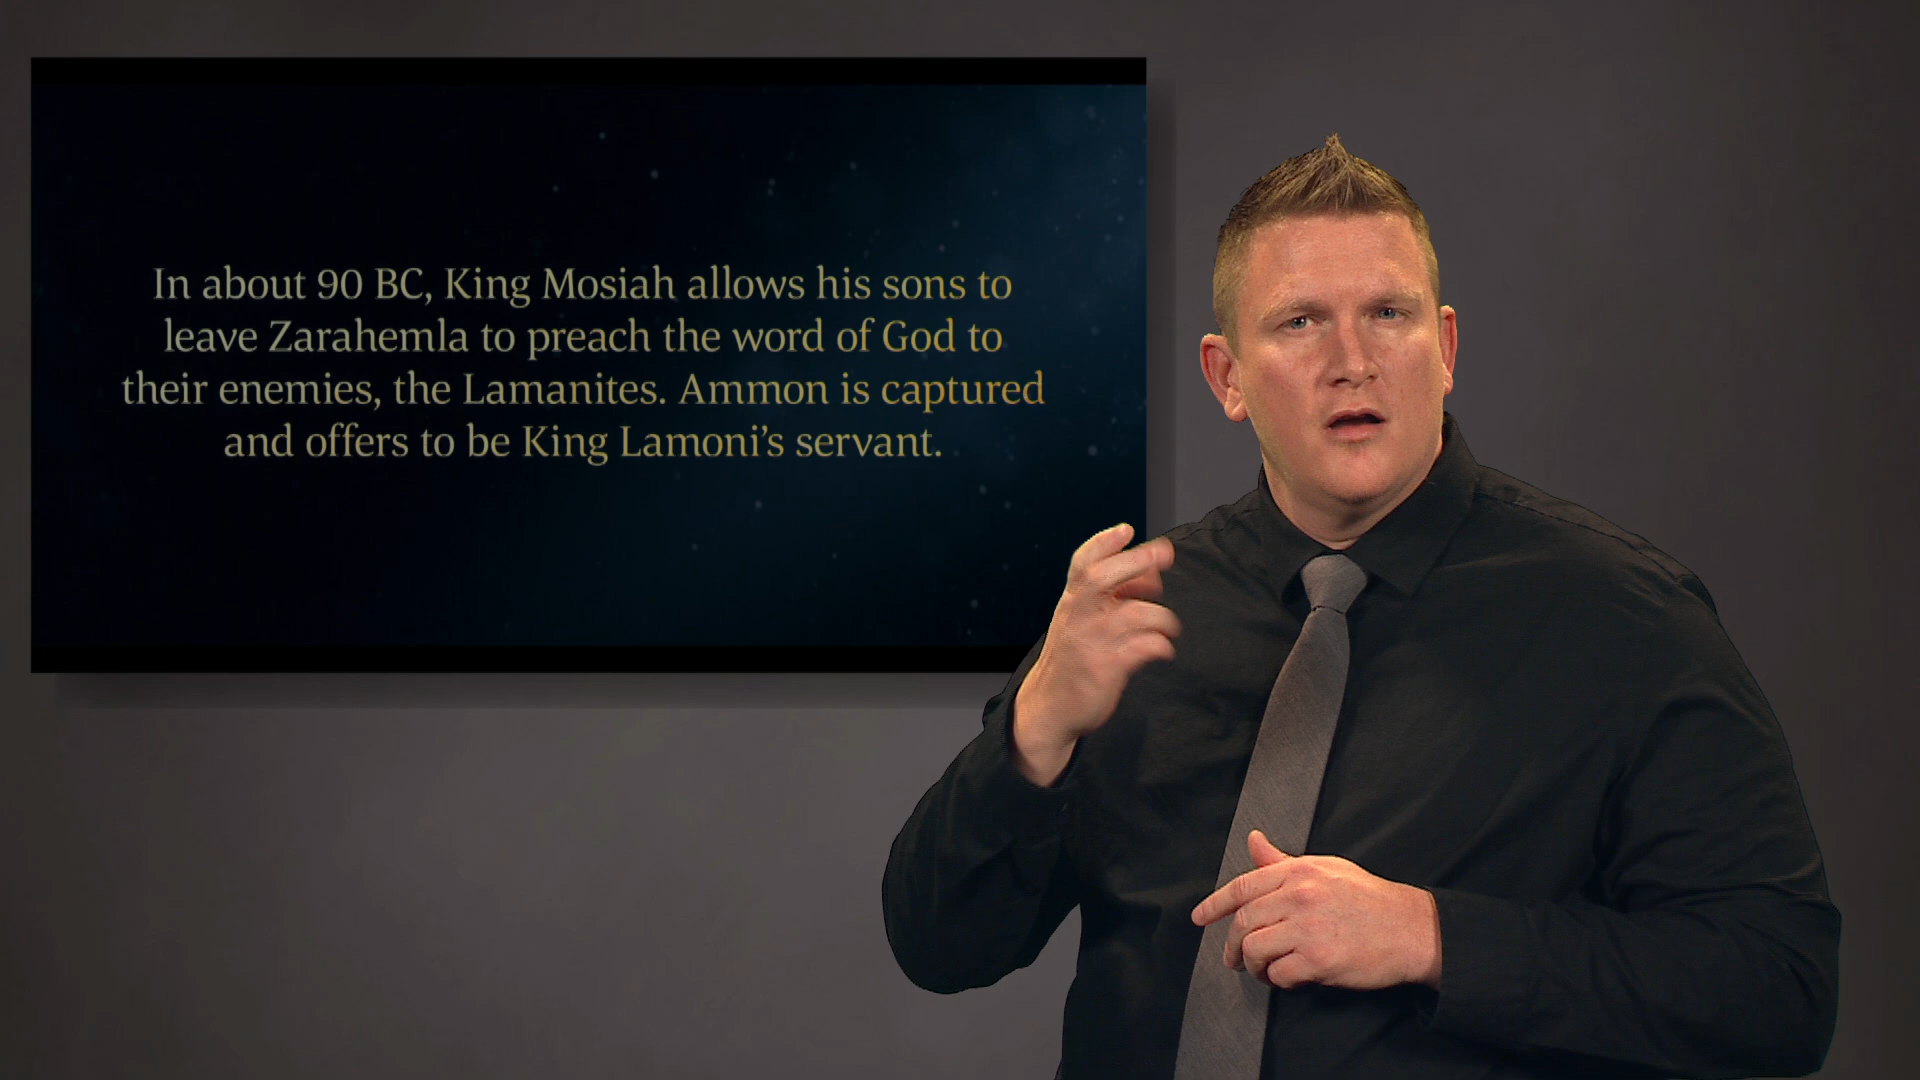 In about 90 BC, King Mosiah allows his sons to
leave Zarahemla to preach the word of God to
their enemies, the Lamanites. Ammon is captured
and offers to be King Lamoni’s servant.